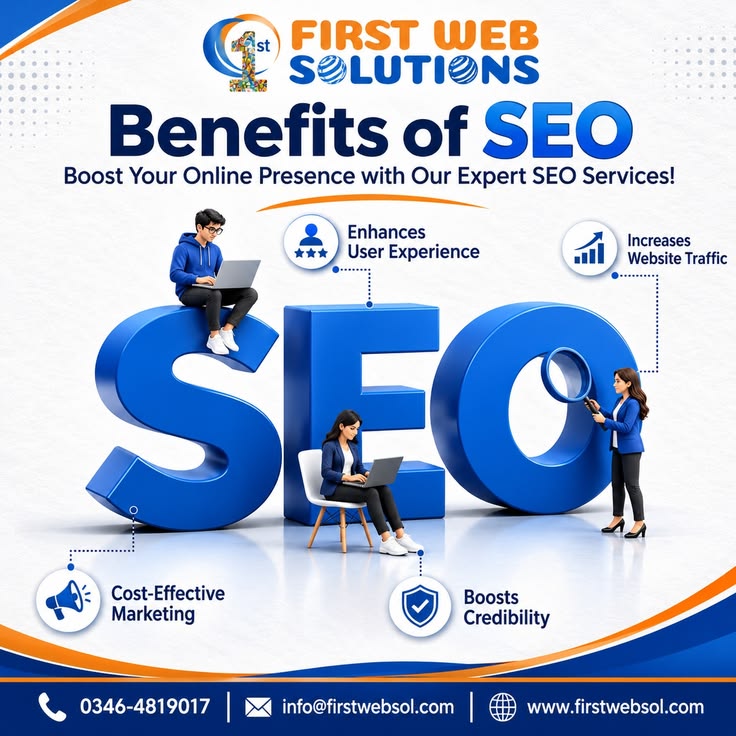 1st
FIRST WEB
SOLUTIONS
Benefits of SEO
Boost Your Online Presence with Our Expert SEO Services!
Enhances
User Experience
Increases
Website Traffic
SEO
Cost-Effective
Marketing
Boosts
Credibility
0346-4819017 | info@firstwebsol.com | www.firstwebsol.com